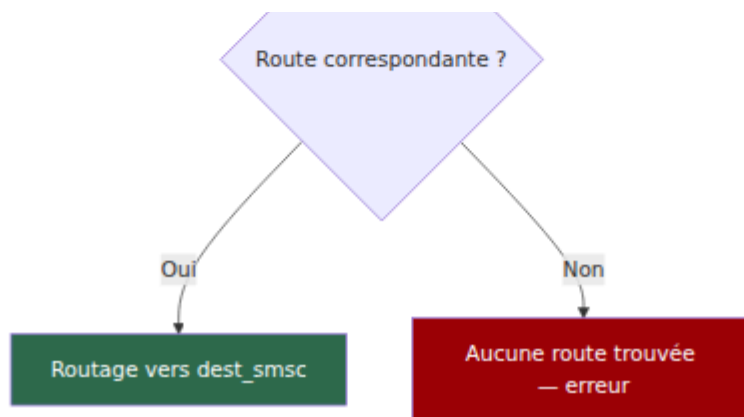 Route correspondante ?
Oui
Non
Routage vers dest_smsc
Aucune route trouvée
— erreur